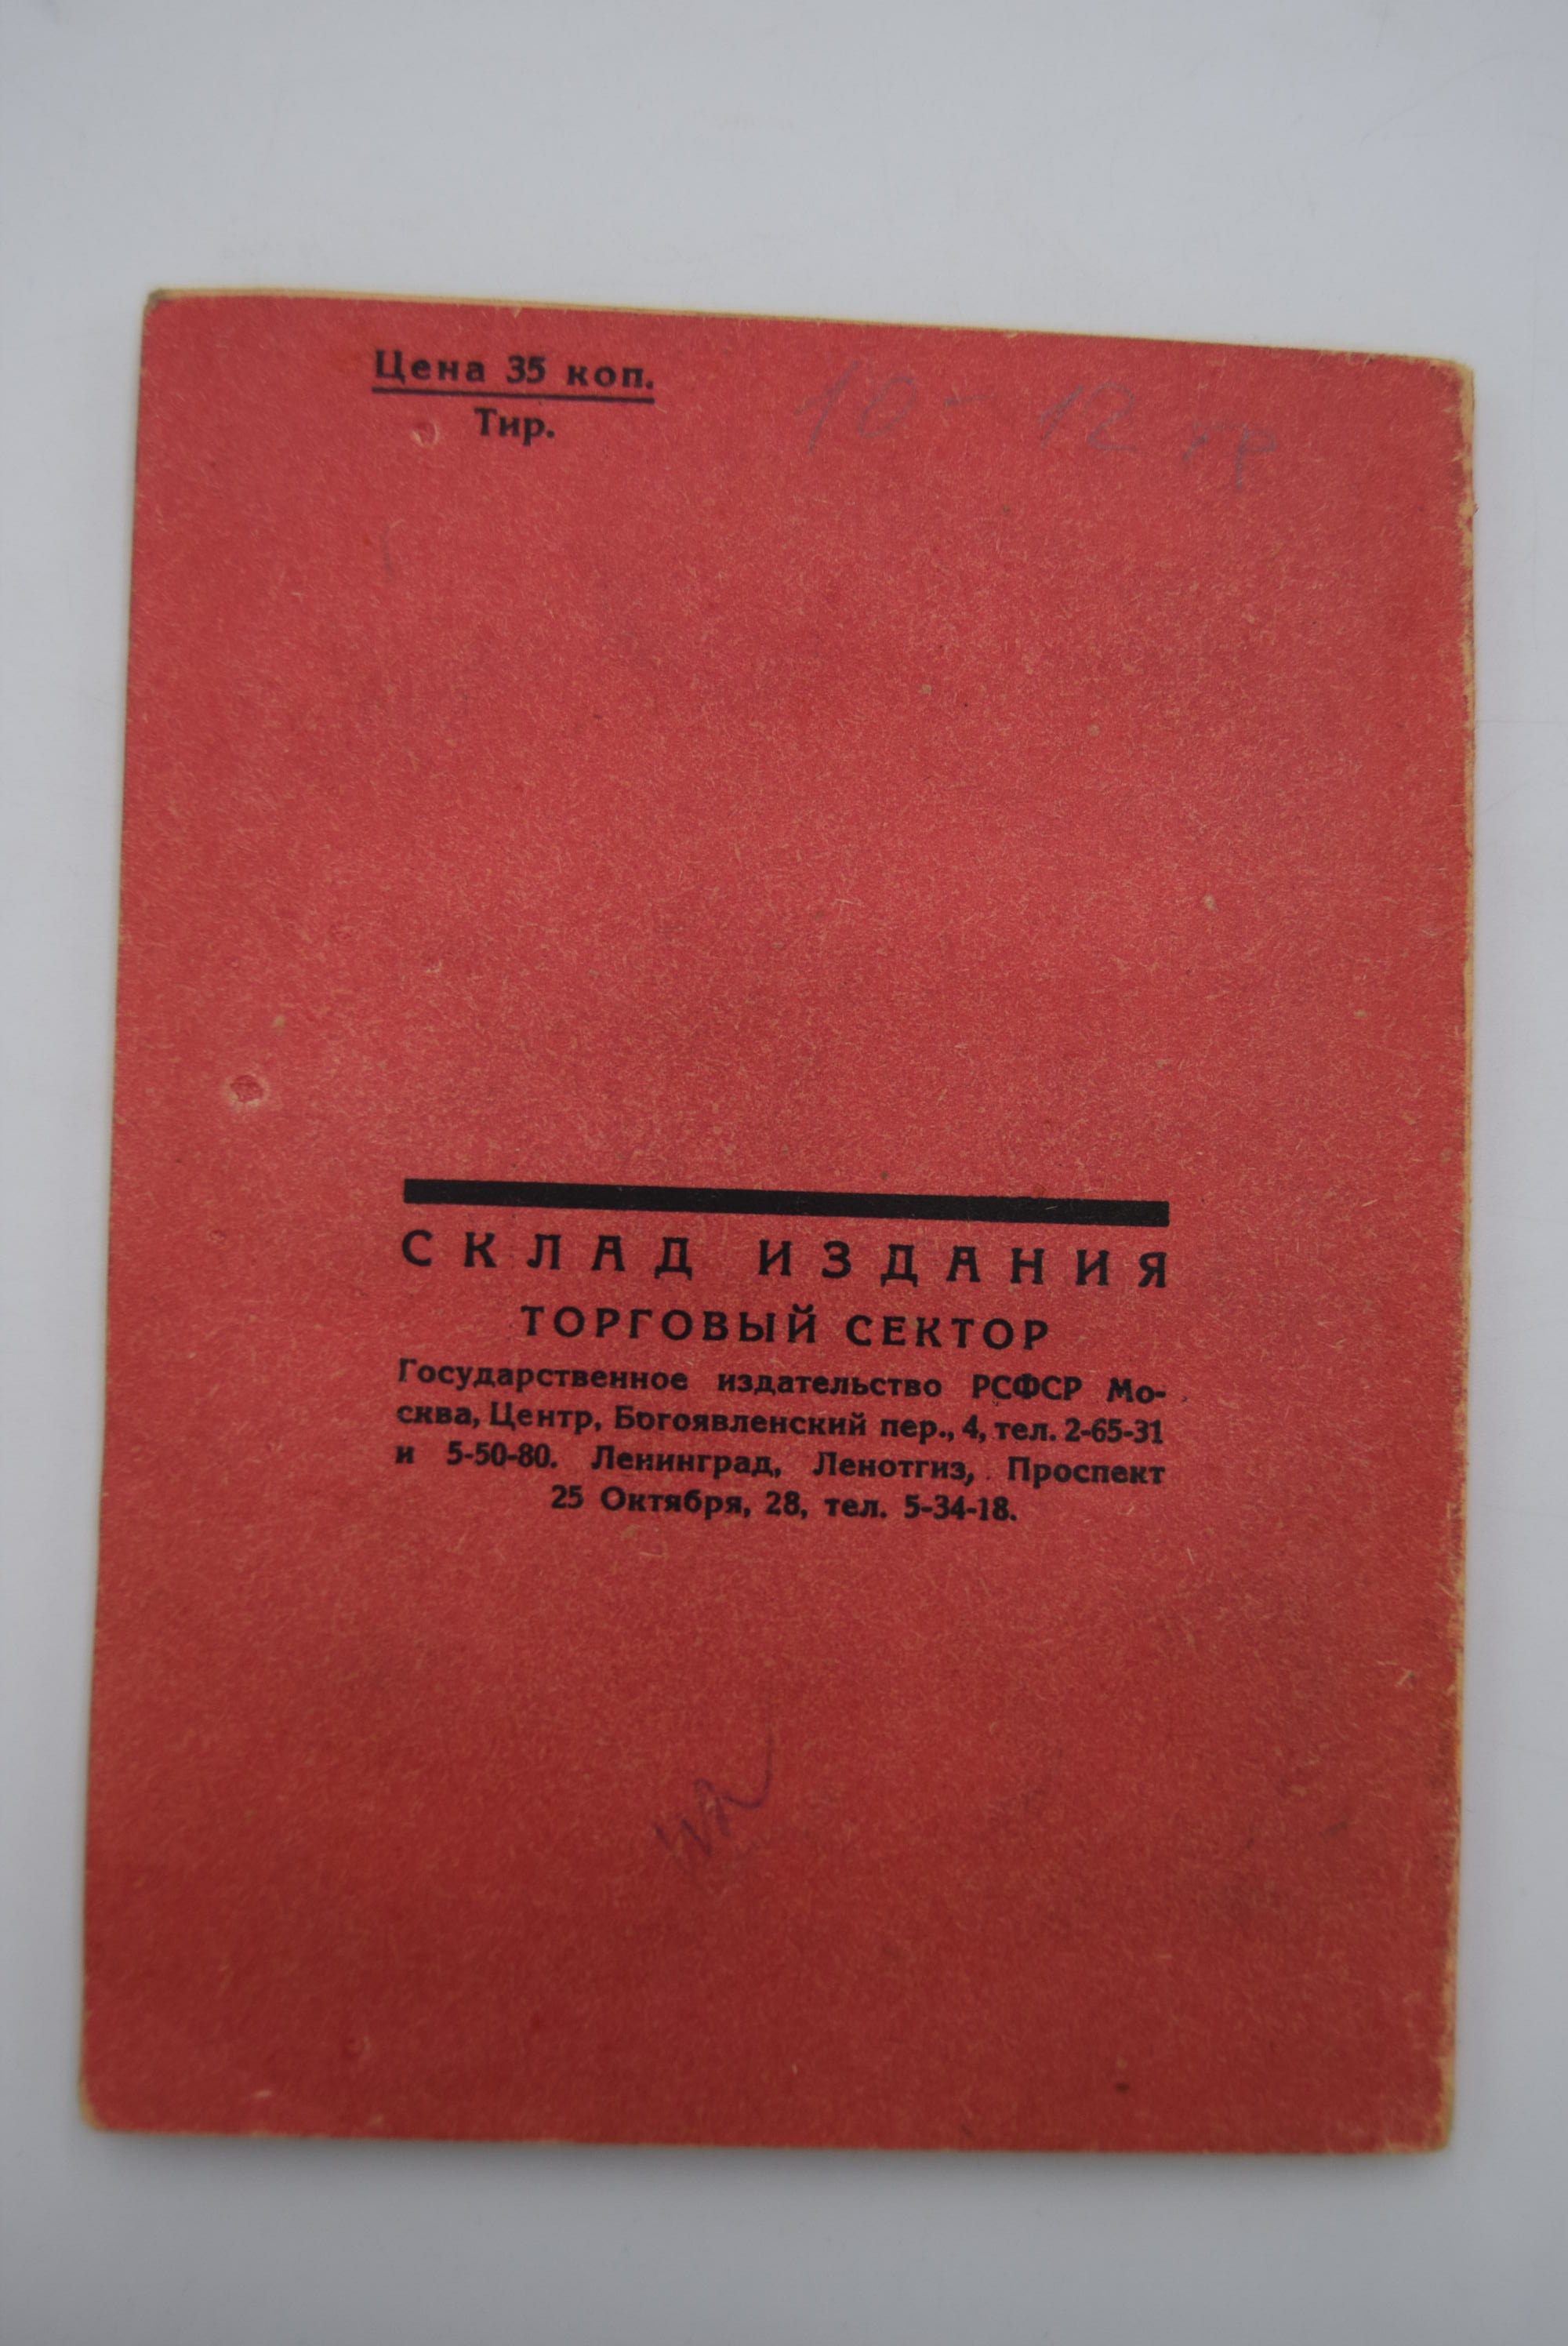 Цена 35 коп.
Тир.
10 - 12 тр
СКЛАД ИЗДАНИЯ
ТОРГОВЫЙ СЕКТОР
Государственное издательство РСФСР Мо-
сква, Центр, Богоявленский пер., 4, тел. 2-65-31
и 5-50-80. Ленинград, Ленотгиз, Проспект
25 Октября, 28, тел. 5-34-18.